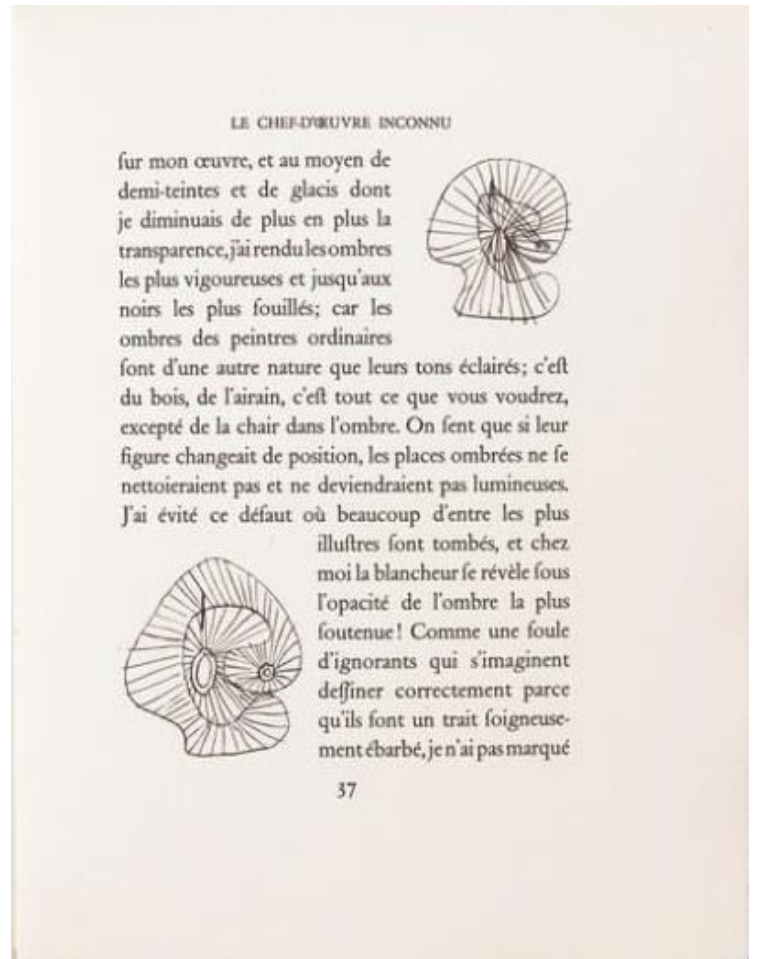 LE CHEF-D'ŒUVRE INCONNU
ſur mon œuvre, et au moyen de
demi-teintes et de glacis dont
je diminuais de plus en plus la
transparence, j'ai rendu les ombres
les plus vigoureuses et jusqu'aux
noirs les plus fouillés; car les
ombres des peintres ordinaires
ſont d'une autre nature que leurs tons éclairés; c'eſt
du bois, de l'airain, c'eſt tout ce que vous voudrez,
excepté de la chair dans l'ombre. On ſent que si leur
figure changeait de position, les places ombrées ne ſe
nettoieraient pas et ne deviendraient pas lumineuses.
J'ai évité ce défaut où beaucoup d'entre les plus
illuſtres ſont tombés, et chez
moi la blancheur ſe révèle ſous
l'opacité de l'ombre la plus
ſoutenue! Comme une foule
d'ignorants qui s'imaginent
deſſiner correctement parce
qu'ils font un trait ſoigneuse-
ment ébarbé, je n'ai pas marqué
37